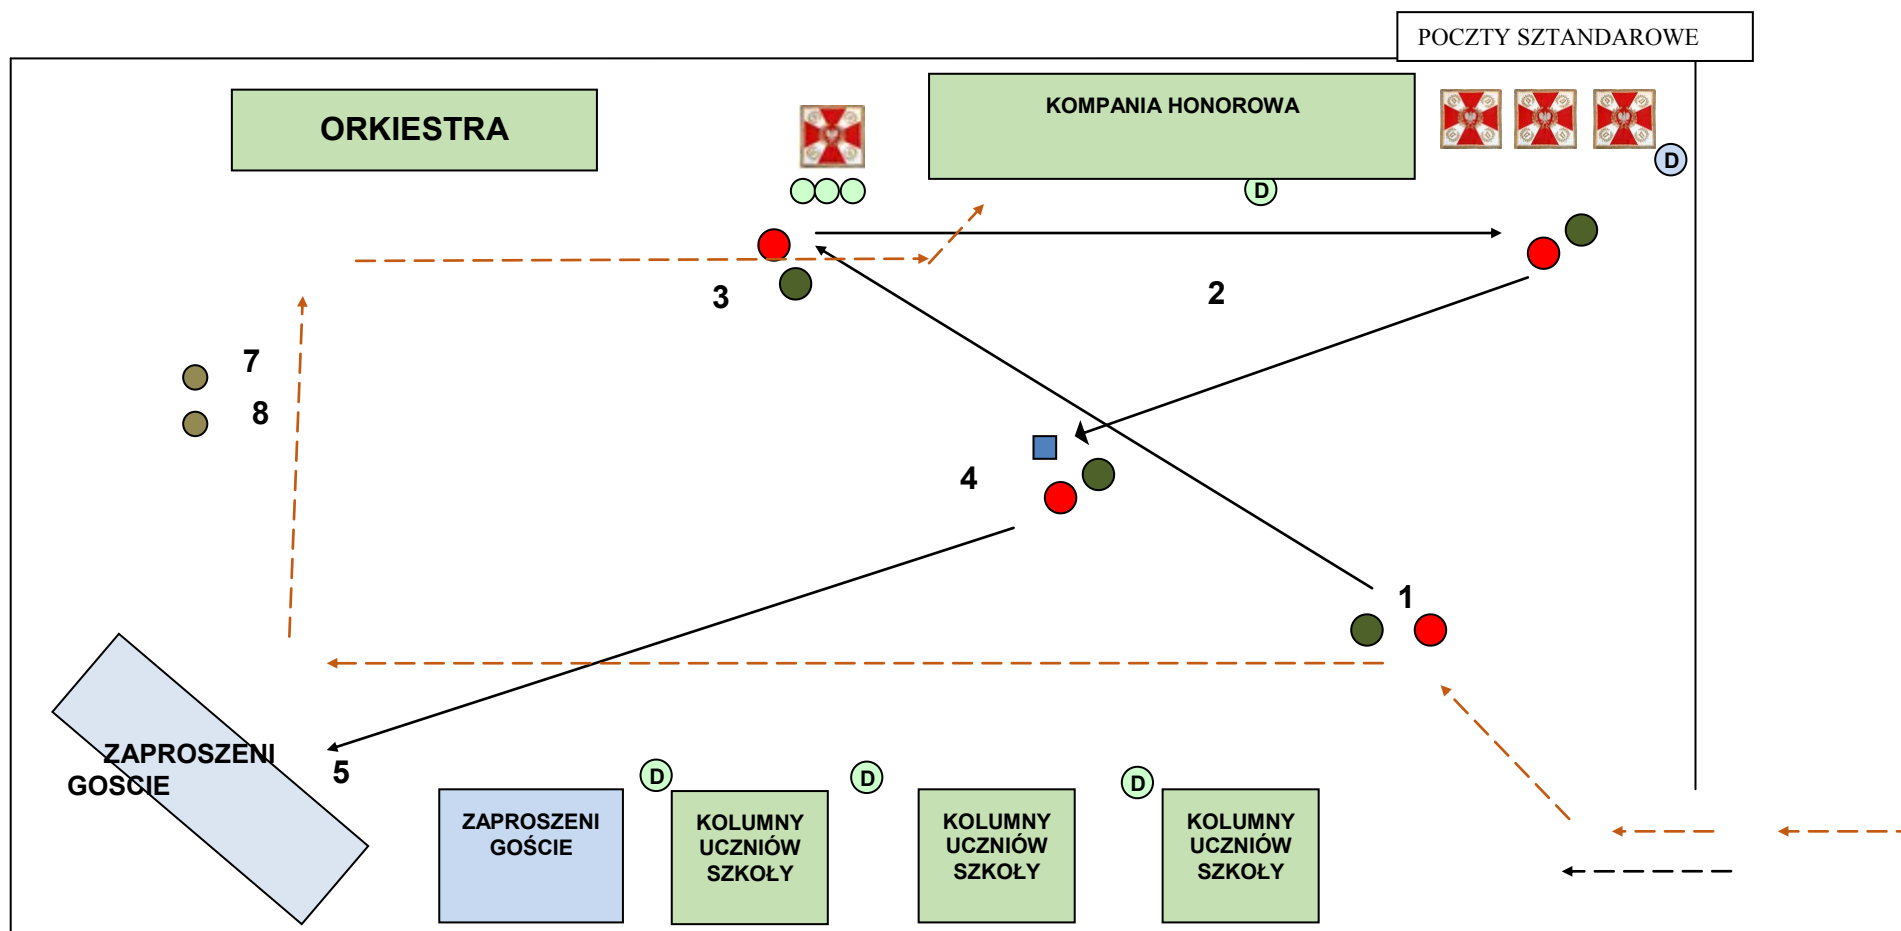 POCZTY SZTANDAROWE
ORKIESTRA
KOMPANIA HONOROWA
D
D
3
2
7
8
4
1
ZAPROSZENI
GOSCIE
5
D
D
D
ZAPROSZENI
GOŚCIE
KOLUMNY
UCZNIÓW
SZKOŁY
KOLUMNY
UCZNIÓW
SZKOŁY
KOLUMNY
UCZNIÓW
SZKOŁY